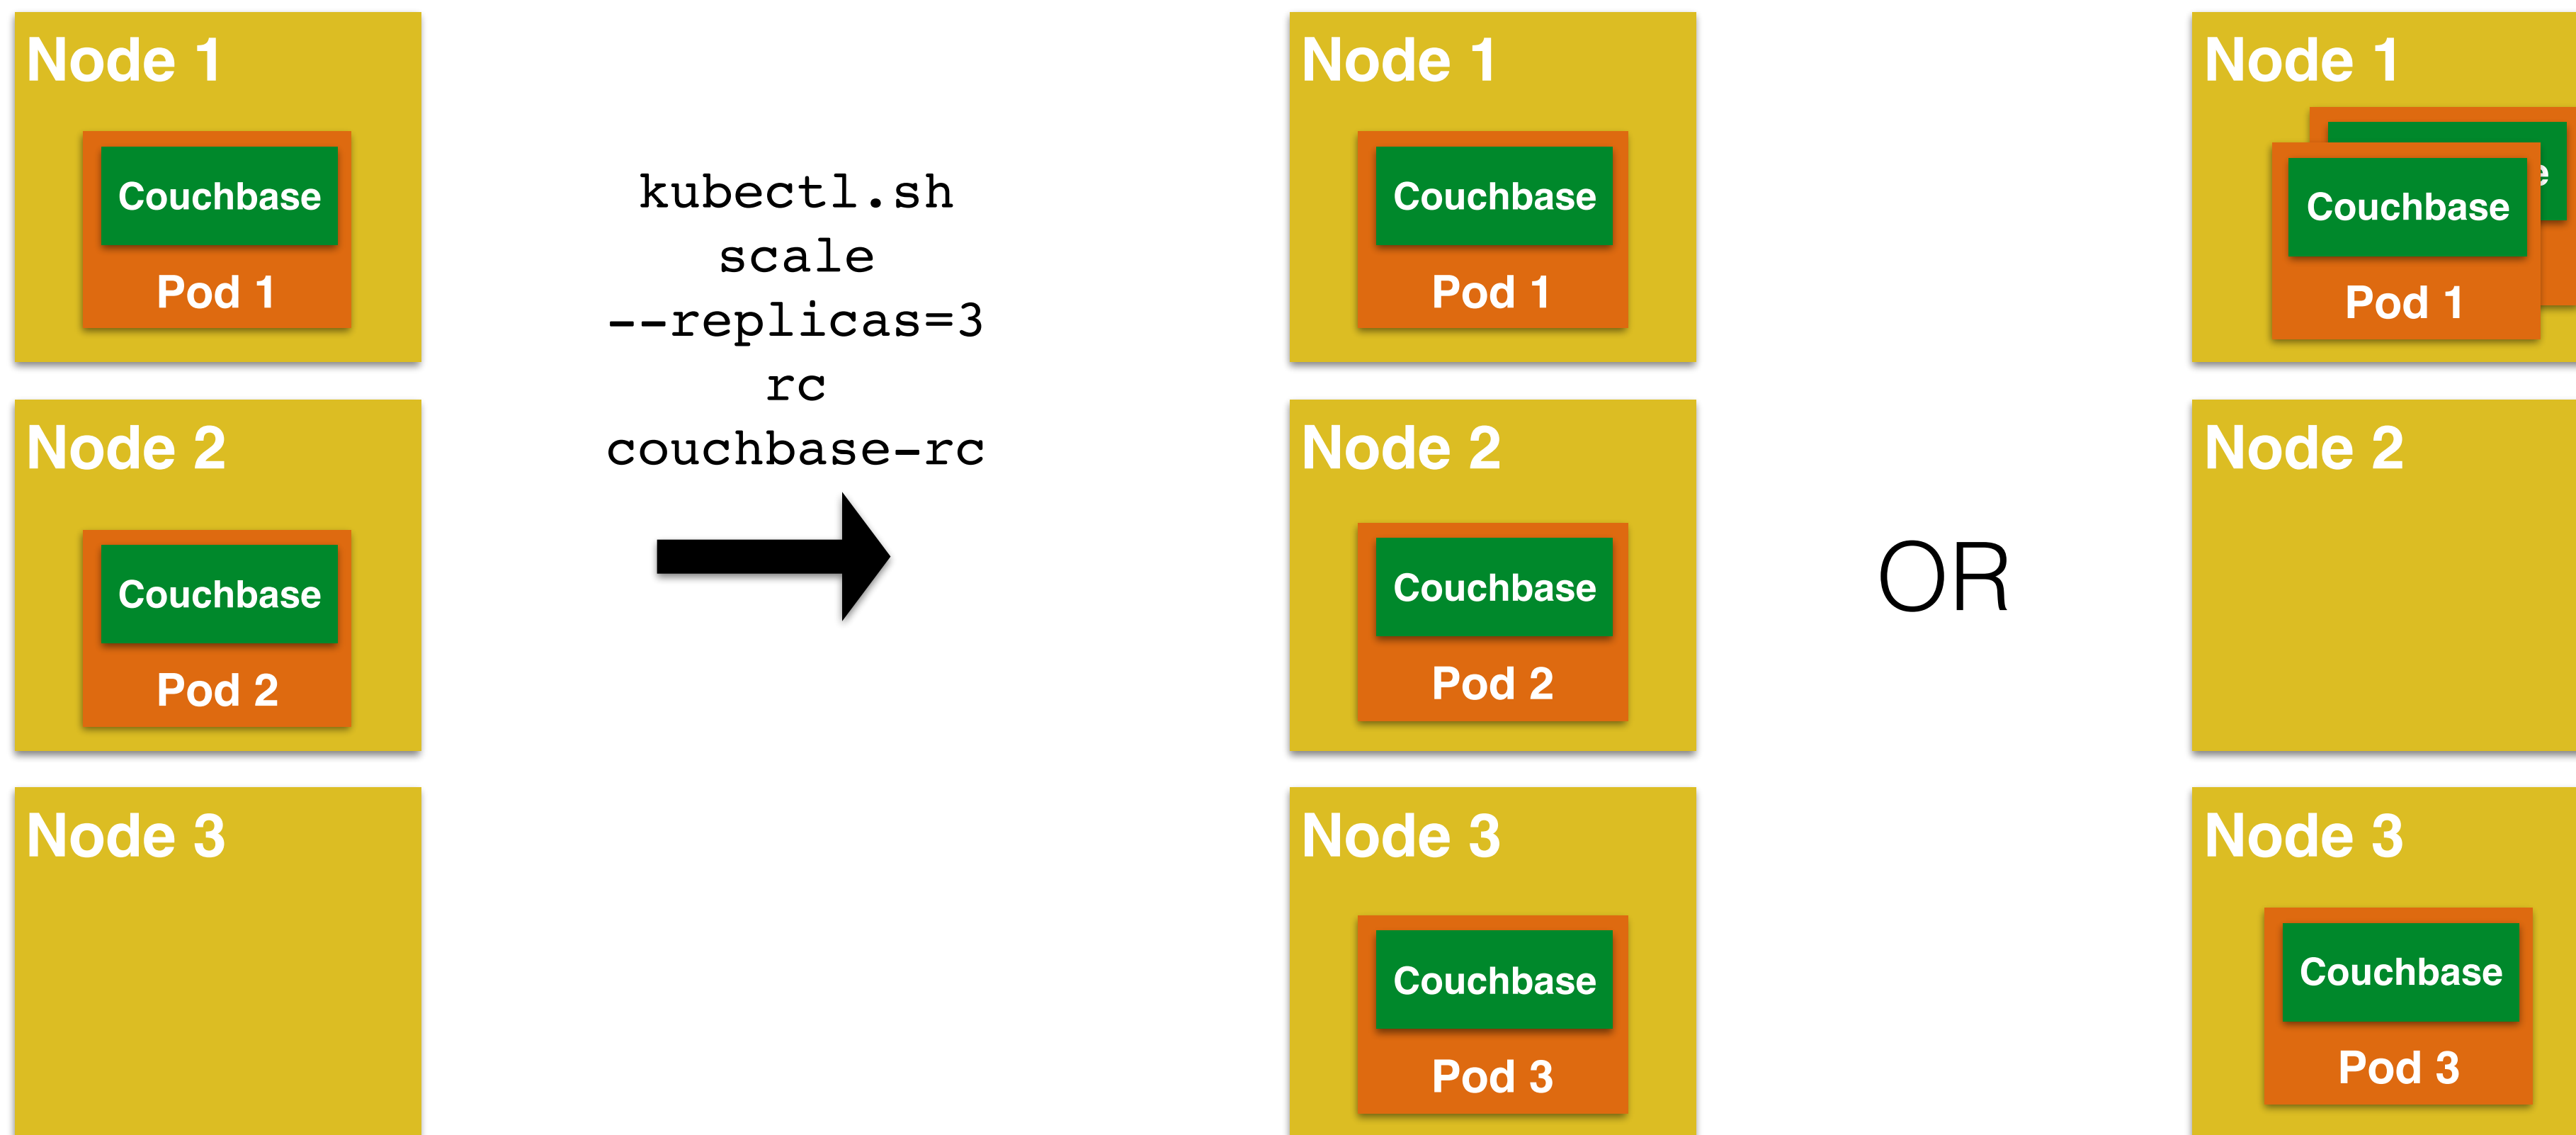 Node 1
Couchbase
Pod 1
Node 2
Couchbase
Pod 2
Node 3
kubectl.sh
scale
--replicas=3
rc
couchbase-rc
Node 1
Couchbase
Pod 1
Node 2
Couchbase
Pod 2
Node 3
Couchbase
Pod 3
OR
Node 1
Couchbase
Pod 1
Node 2
Node 3
Couchbase
Pod 3